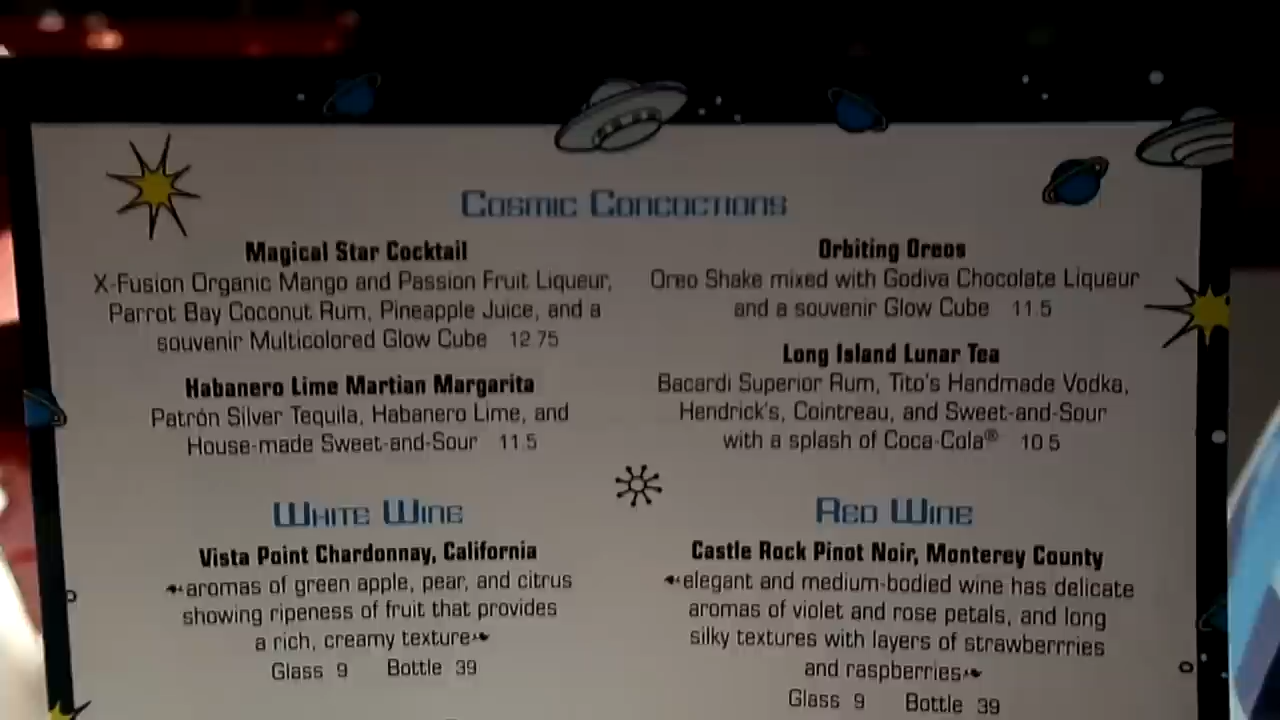 Cosmic Concoctions
Magical Star Cocktail
X-Fusion Organic Mango and Passion Fruit Liqueur,
Parrot Bay Coconut Rum, Pineapple Juice, and a
souvenir Multicolored Glow Cube 12.75
Habanero Lime Martian Margarita
Patrón Silver Tequila, Habanero Lime, and
House-made Sweet-and-Sour 11.5
Orbiting Oreos
Oreo Shake mixed with Godiva Chocolate Liqueur
and a souvenir Glow Cube 11.5
Long Island Lunar Tea
Bacardi Superior Rum, Tito's Handmade Vodka,
Hendrick's, Cointreau, and Sweet-and-Sour
with a splash of Coca-Cola® 10.5
White Wine
Vista Point Chardonnay, California
aromas of green apple, pear, and citrus
showing ripeness of fruit that provides
a rich, creamy texture
Glass 9 Bottle 39
Red Wine
Castle Rock Pinot Noir, Monterey County
elegant and medium-bodied wine has delicate
aromas of violet and rose petals, and long
silky textures with layers of strawberrries
and raspberries
Glass 9 Bottle 39